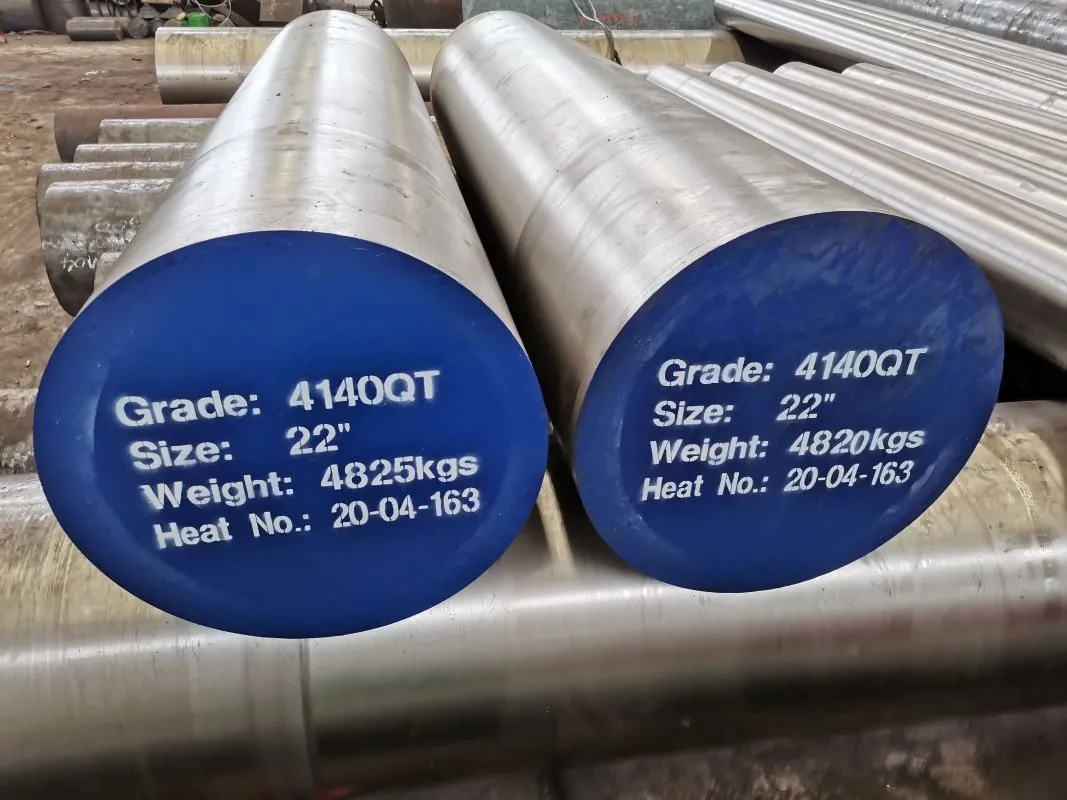 Grade: 4140QT
Size: 22"
Weight: 4825kgs
Heat No.: 20-04-163
Grade: 4140QT
Size: 22"
Weight: 4820kgs
Heat No.: 20-04-163